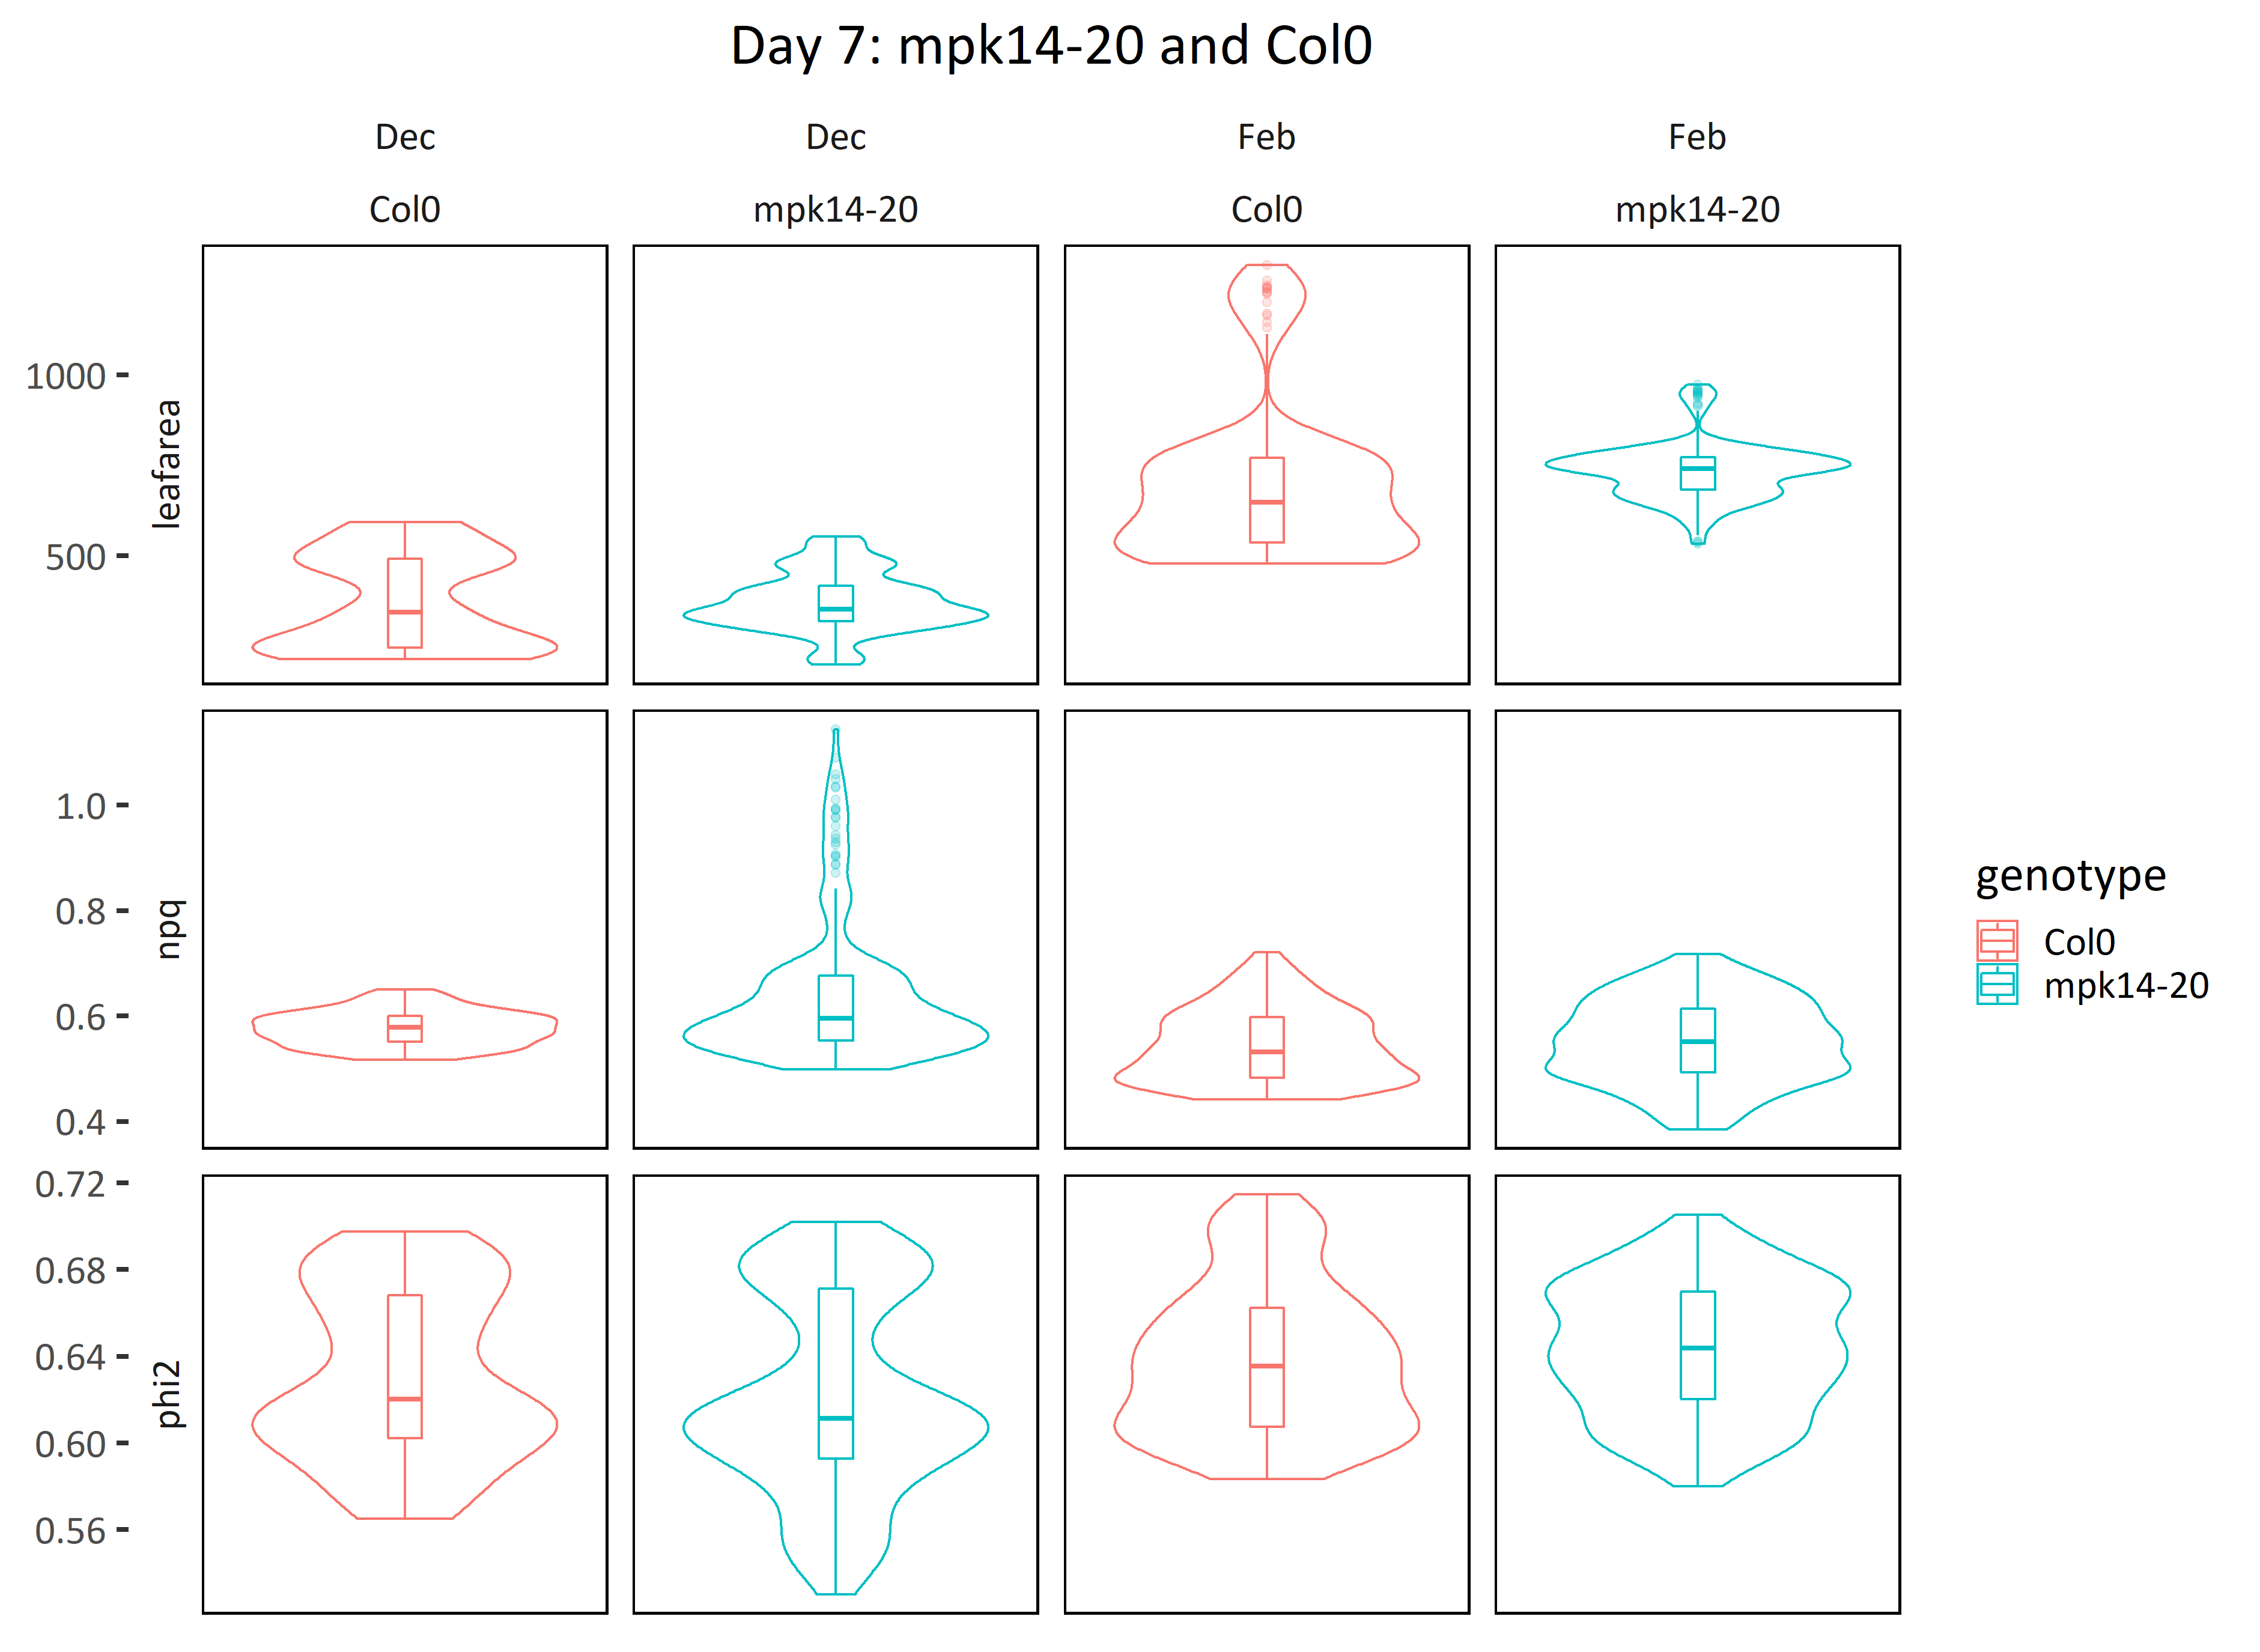 Day 7: mpk14-20 and Col0
Dec
Dec
Feb
Feb
Col0
mpk14-20
Col0
mpk14-20
1000
500
leafarea
1.0
0.8
0.6
0.4
npq
0.72
0.68
0.64
0.60
0.56
phi2
genotype
Col0
mpk14-20